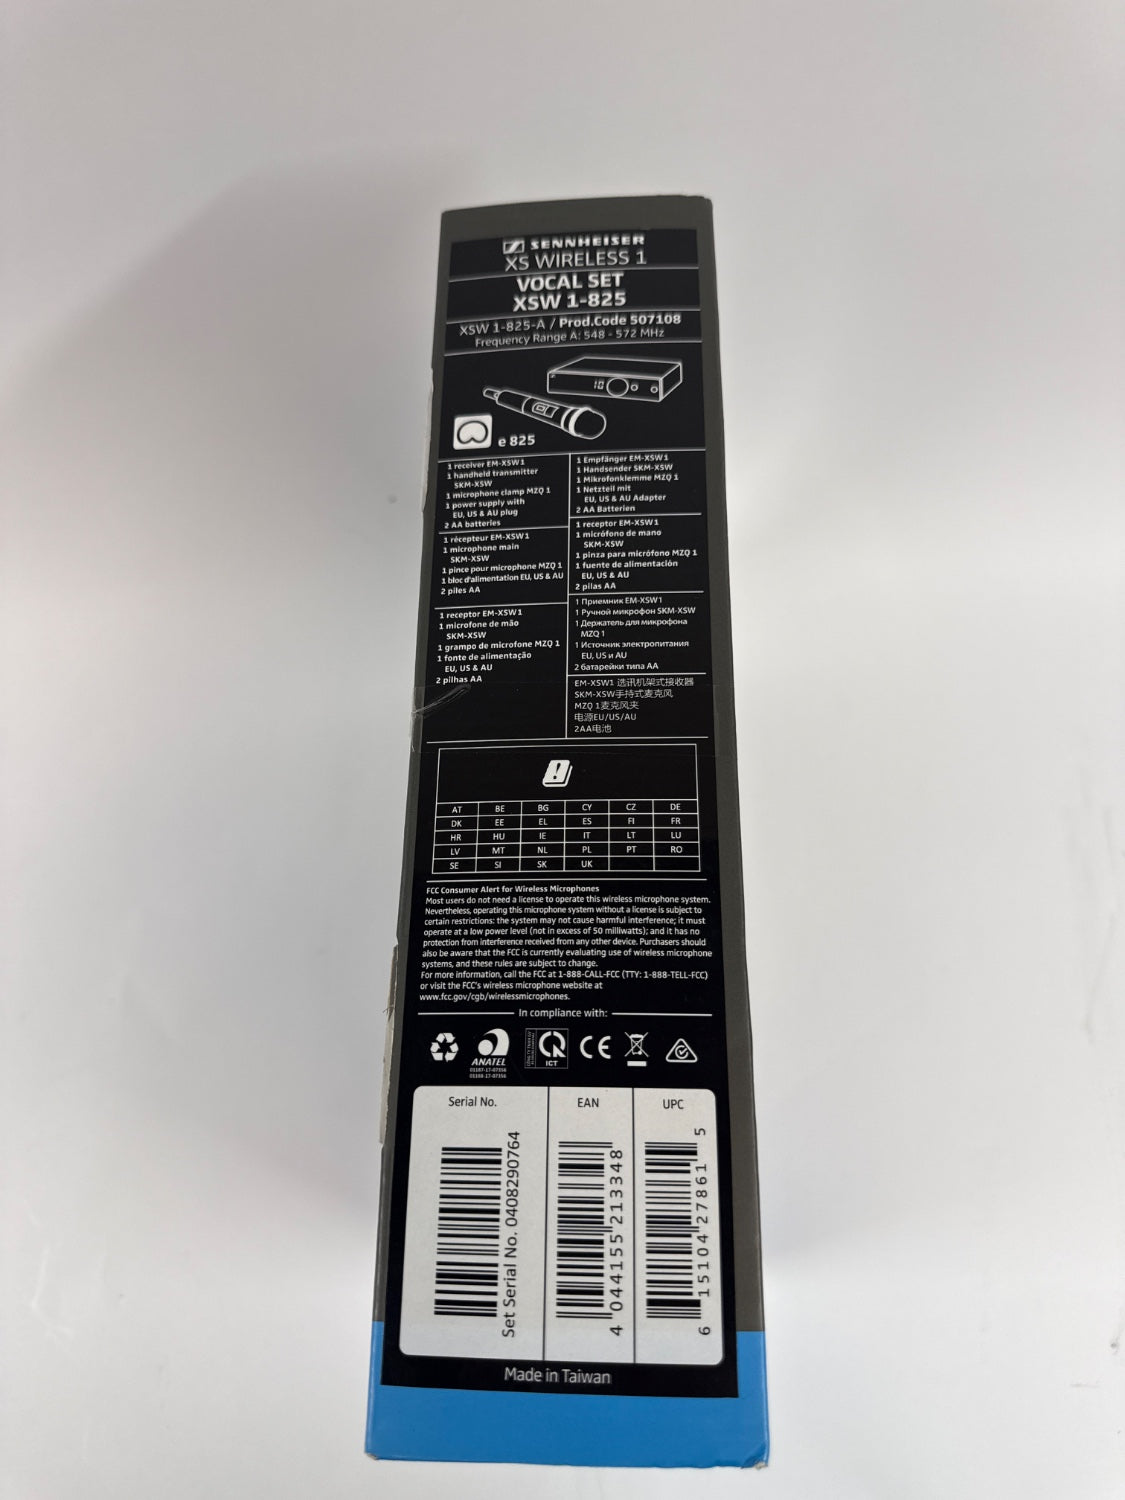 SENNHEISER
XS WIRELESS 1
VOCAL SET
XSW 1-825
XSW 1-825-A / Prod.Code 507108
Frequency Range A: 548 - 572 MHz
10
e 825
1 receiver EM-XSW1
1 handheld transmitter
SKM-XSW
1 microphone clamp MZQ 1
1 power supply with
EU, US & AU plug
2 AA batteries
1 Empfänger EM-XSW1
1 Handsender SKM-XSW
1 Mikrofonklemme MZQ 1
1 Netzteil mit
EU, US & AU Adapter
2 AA Batterien
1 récepteur EM-XSW1
1 microphone main
SKM-XSW
1 pince pour microphone MZQ 1
1 bloc d'alimentation EU, US & AU
2 piles AA
1 receptor EM-XSW1
1 micrófono de mano
SKM-XSW
1 pinza para micrófono MZQ 1
1 fuente de alimentación
EU, US & AU
2 pilas AA
1 receptor EM-XSW1
1 microfone de mão
SKM-XSW
1 grampo de microfone MZQ 1
1 fonte de alimentação
EU, US & AU
2 pilhas AA
1 Приемник EM-XSW1
1 Ручной микрофон SKM-XSW
1 Держатель для микрофона
MZQ 1
1 Источник электропитания
EU, US и AU
2 батарейки типа AA
EM-XSW1 选讯机架式接收器
SKM-XSW手持式麦克风
MZQ 1麦克风夹
电源EU/US/AU
2AA电池
AT BE BG CY CZ DE
DK EE EL ES FI FR
HR HU IE IT LT LU
LV MT NL PL PT RO
SE SI SK UK
FCC Consumer Alert for Wireless Microphones
Most users do not need a license to operate this wireless microphone system.
Nevertheless, operating this microphone system without a license is subject to
certain restrictions: the system may not cause harmful interference; it must
operate at a low power level (not in excess of 50 milliwatts); and it has no
protection from interference received from any other device. Purchasers should
also be aware that the FCC is currently evaluating use of wireless microphone
systems, and these rules are subject to change.
For more information, call the FCC at 1-888-CALL-FCC (TTY: 1-888-TELL-FCC)
or visit the FCC's wireless microphone website at
www.fcc.gov/cgb/wirelessmicrophones.
In compliance with:
ANATEL
01187-17-07356
01188-17-07356
ICT
CE
Serial No.
Set Serial No. 0408290764
EAN
4 044155 213348
UPC
6 15104 27861 5
Made in Taiwan